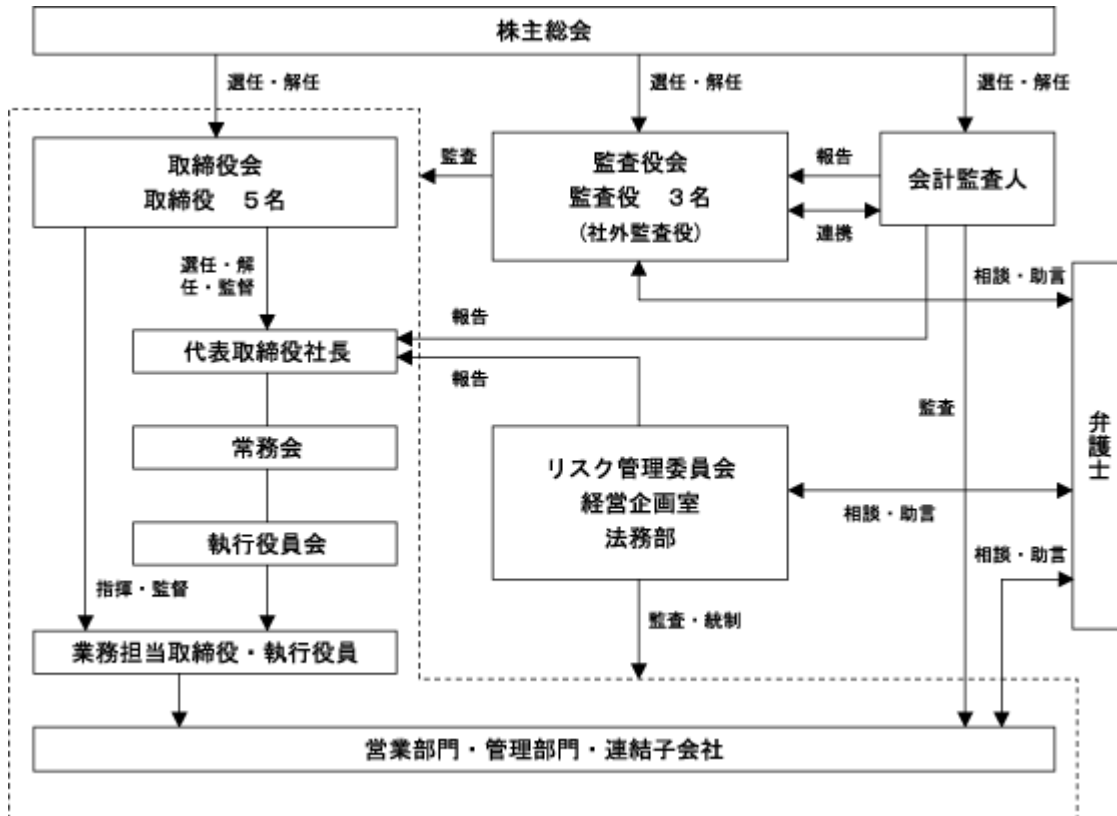 株主総会
選任・解任
選任・解任
選任・解任
取締役会
取締役　５名
監査
監査役会
監査役　３名
(社外監査役)
報告
連携
会計監査人
選任・解
任・監督
相談・助言
報告
代表取締役社長
報告
監査
弁護士
常務会
リスク管理委員会
経営企画室
法務部
相談・助言
執行役員会
相談・助言
指揮・監督
監査・統制
業務担当取締役・執行役員
営業部門・管理部門・連結子会社